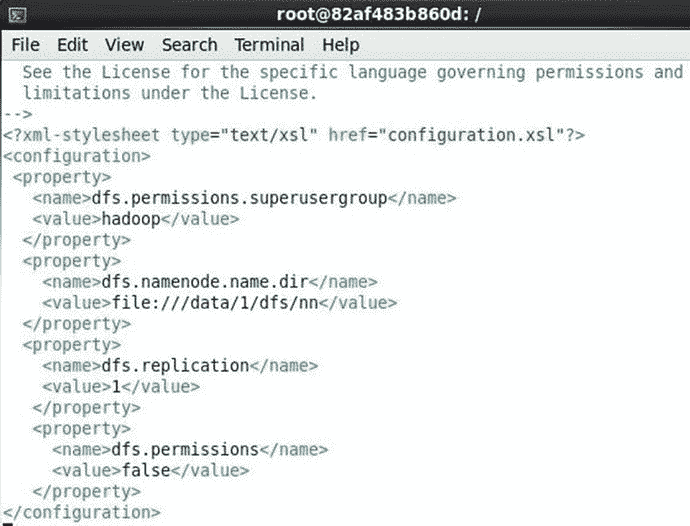 root@82af483b860d: /
File Edit View Search Terminal Help
See the License for the specific language governing permissions and
limitations under the License.
-->
<?xml-stylesheet type="text/xsl" href="configuration.xsl"?>
<configuration>
<property>
<name>dfs.permissions.superusergroup</name>
<value>hadoop</value>
</property>
<property>
<name>dfs.namenode.name.dir</name>
<value>file:///data/1/dfs/nn</value>
</property>
<property>
<name>dfs.replication</name>
<value>1</value>
</property>
<property>
<name>dfs.permissions</name>
<value>false</value>
</property>
</configuration>